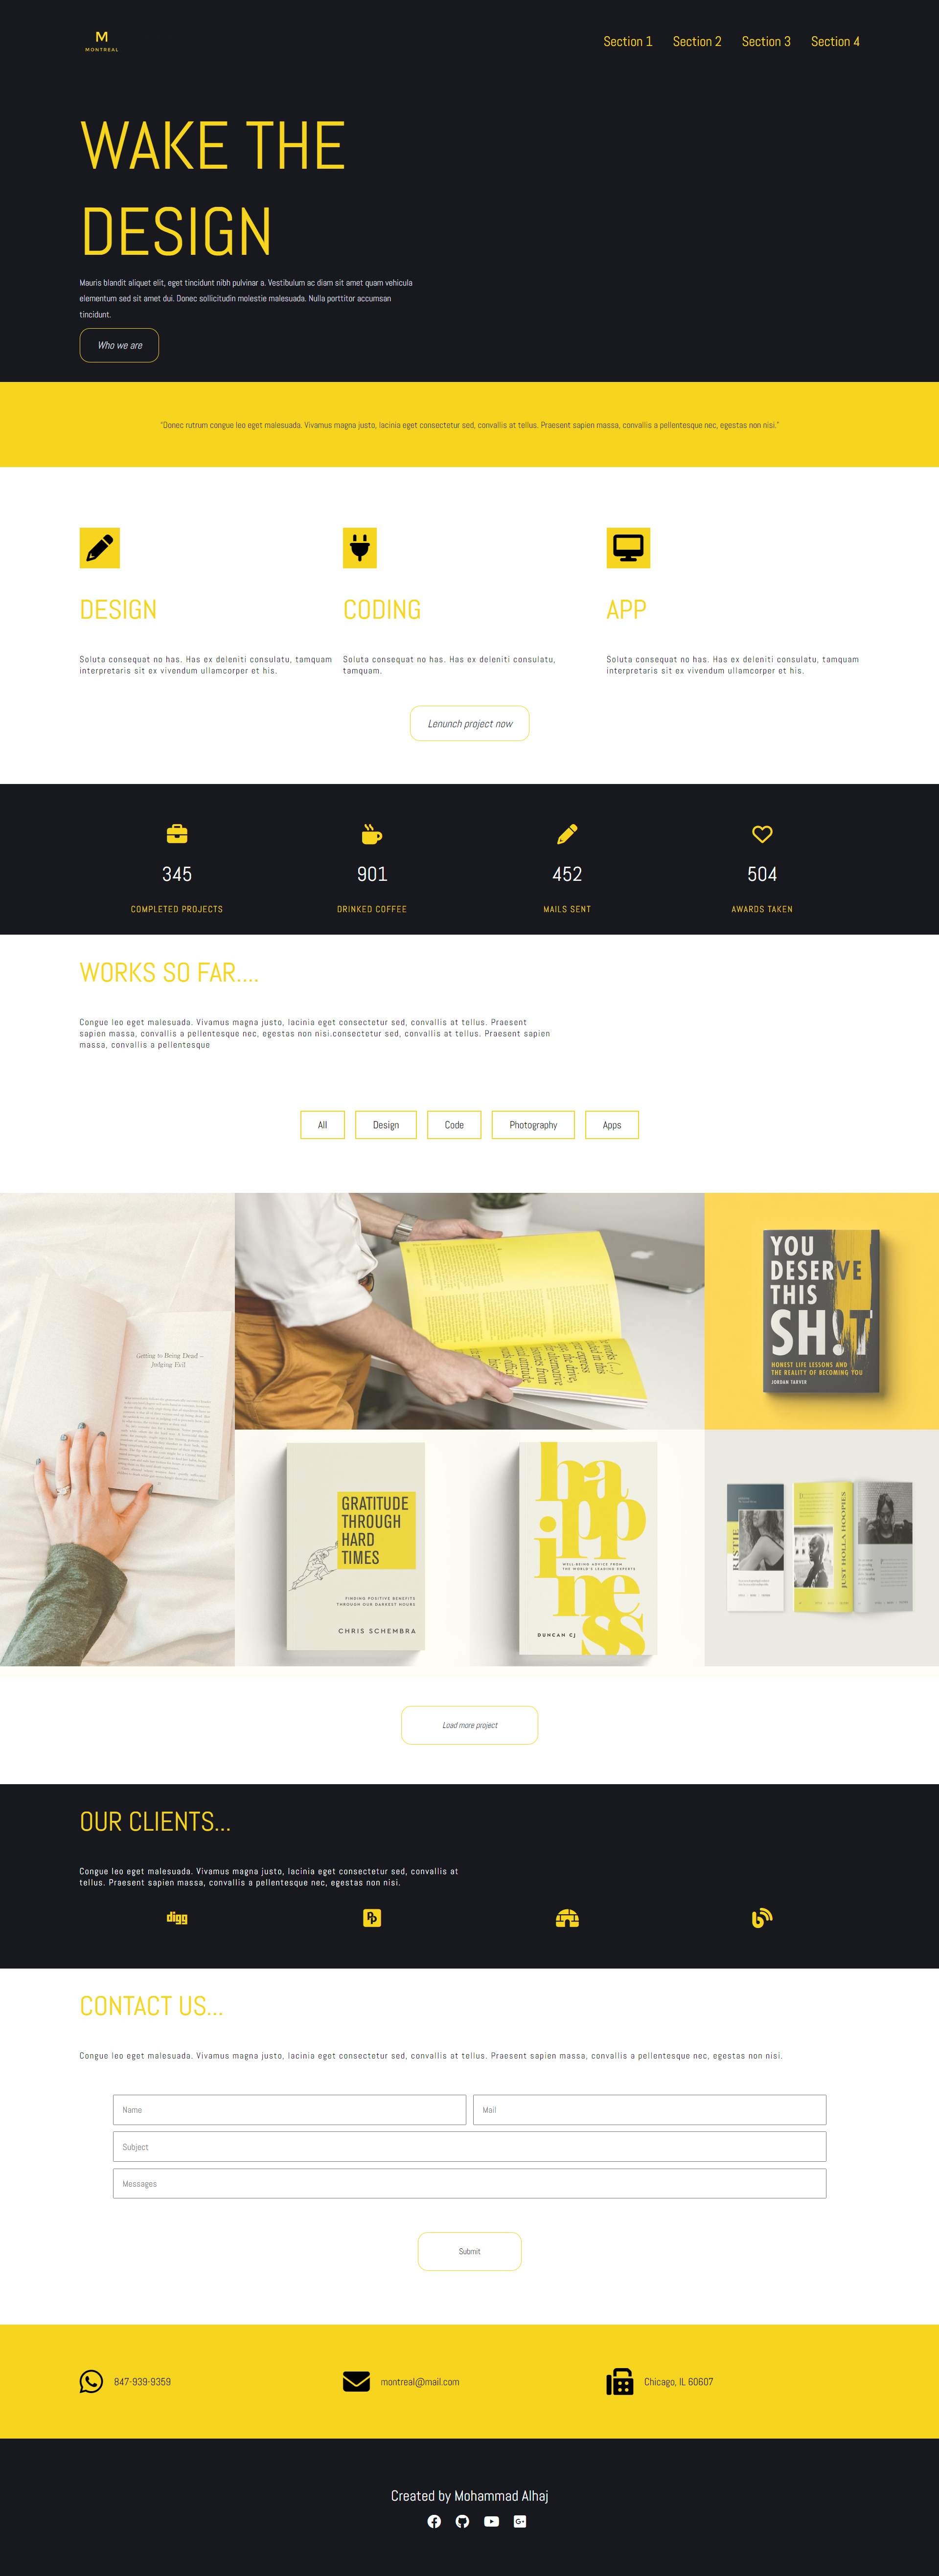 M
MONTREAL
Section 1 Section 2 Section 3 Section 4
WAKE THE
DESIGN
Mauris blandit aliquet elit, eget tincidunt nibh pulvinar a. Vestibulum ac diam sit amet quam vehicula
elementum sed sit amet dui. Donec sollicitudin molestie malesuada. Nulla porttitor accumsan
tincidunt.
Who we are
"Donec rutrum congue leo eget malesuada. Vivamus magna justo, lacinia eget consectetur sed, convallis at tellus. Praesent sapien massa, convallis a pellentesque nec, egestas non nisi."
DESIGN
Soluta consequat no has. Has ex deleniti consulatu, tamquam
interpretaris sit ex vivendum ullamcorper et his.
CODING
Soluta consequat no has. Has ex deleniti consulatu,
tamquam.
APP
Soluta consequat no has. Has ex deleniti consulatu, tamquam
interpretaris sit ex vivendum ullamcorper et his.
Lenunch project now
345
COMPLETED PROJECTS
901
DRINKED COFFEE
452
MAILS SENT
504
AWARDS TAKEN
WORKS SO FAR....
Congue leo eget malesuada. Vivamus magna justo, lacinia eget consectetur sed, convallis at tellus. Praesent
sapien massa, convallis a pellentesque nec, egestas non nisi.consectetur sed, convallis at tellus. Praesent sapien
massa, convallis a pellentesque
All Design Code Photography Apps
Getting to Being Dead –
Judging Evil
YOU
DESERVE
THIS
SH!T
HONEST LIFE LESSONS AND
THE REALITY OF BECOMING YOU
JORDAN TARVER
GRATITUDE
THROUGH
HARD
TIMES
FINDING POSITIVE BENEFITS
THROUGH OUR DARKEST HOURS
CHRIS SCHEMBRA
ha
pp
WELL-BEING ADVICE FROM
THE WORLD'S LEADING EXPERTS
i
ne
DUNCAN CJ
ss
RISTIE
JUST HOLLA HOOPIES
Load more project
OUR CLIENTS...
Congue leo eget malesuada. Vivamus magna justo, lacinia eget consectetur sed, convallis at
tellus. Praesent sapien massa, convallis a pellentesque nec, egestas non nisi.
digg
CONTACT US...
Congue leo eget malesuada. Vivamus magna justo, lacinia eget consectetur sed, convallis at tellus. Praesent sapien massa, convallis a pellentesque nec, egestas non nisi.
Name
Mail
Subject
Messages
Submit
847-939-9359
montreal@mail.com
Chicago, IL 60607
Created by Mohammad Alhaj
G+